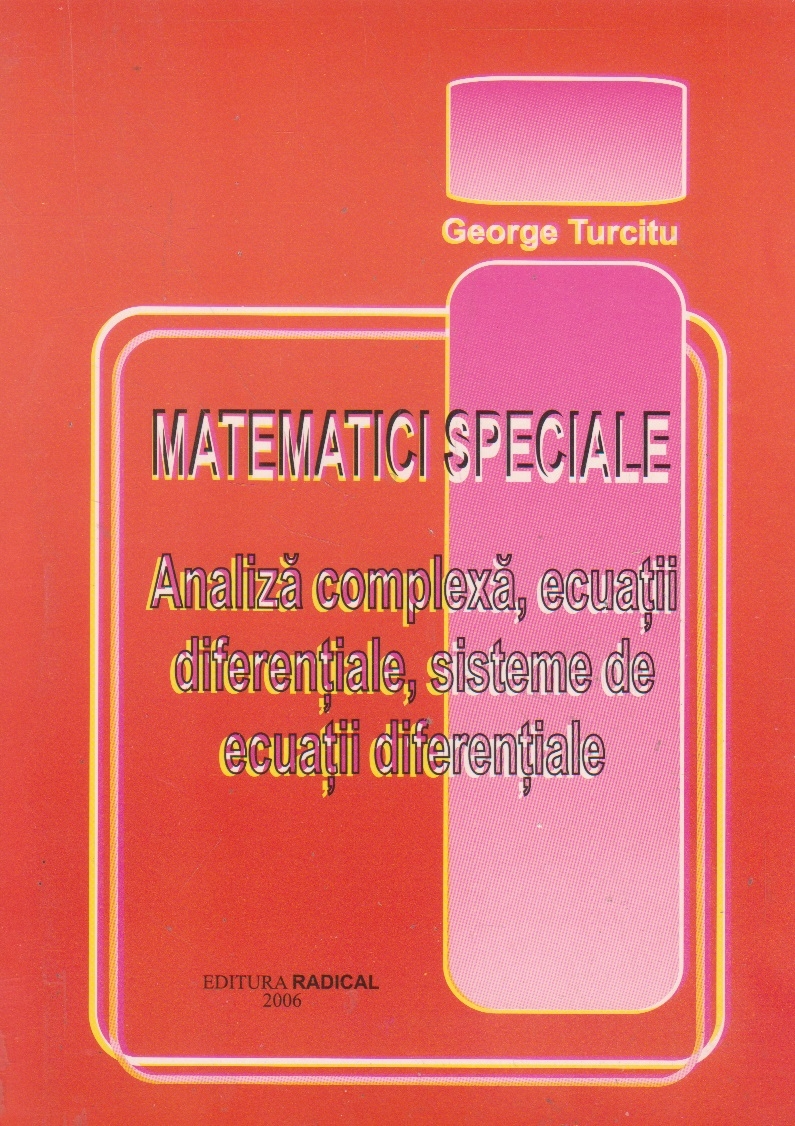 George Turcitu
MATEMATICI SPECIALE
Analiză complexă, ecuații
diferențiale, sisteme de
ecuații diferențiale
EDITURA RADICAL
2006